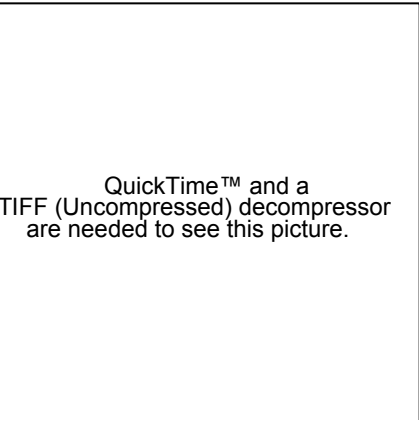 QuickTime™ and a
TIFF (Uncompressed) decompressor
are needed to see this picture.